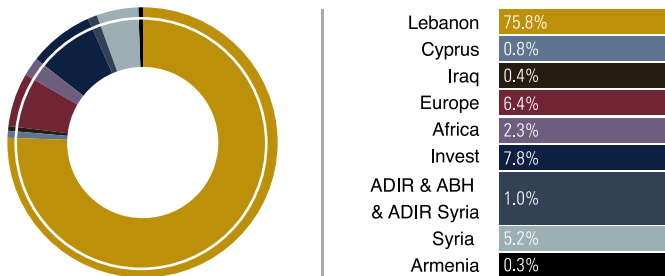 Lebanon 75.8%
Cyprus 0.8%
Iraq 0.4%
Europe 6.4%
Africa 2.3%
Invest 7.8%
ADIR & ABH
& ADIR Syria 1.0%
Syria 5.2%
Armenia 0.3%